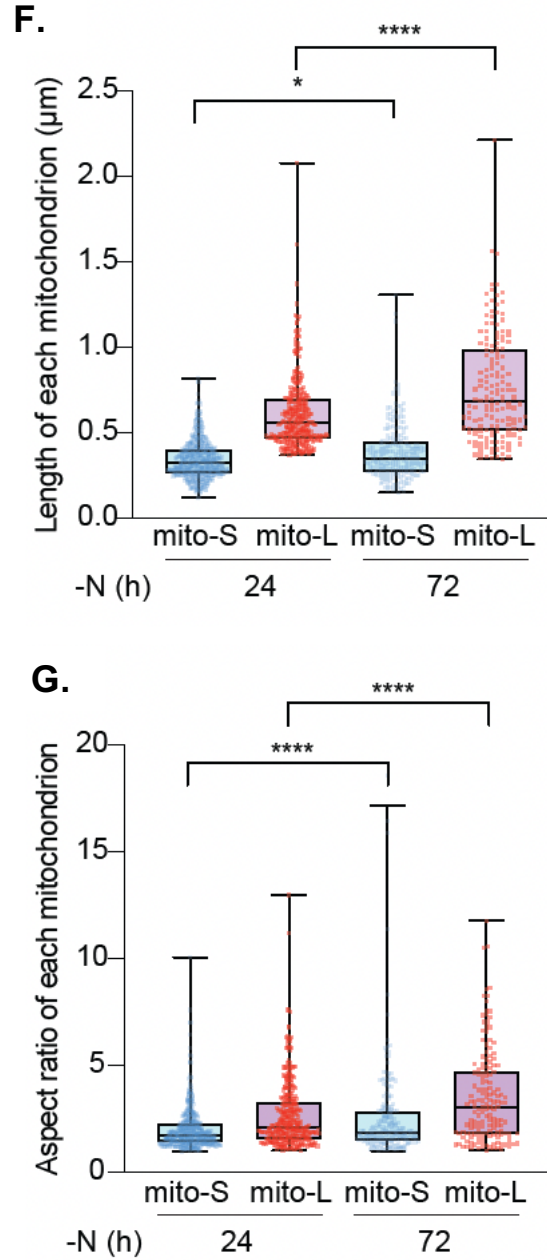 F.
****
*
Length of each mitochondrion (μm)
2.5
2.0
1.5
1.0
0.5
0.0
mito-S mito-L mito-S mito-L
-N (h) 24 72
G.
****
****
Aspect ratio of each mitochondrion
20
15
10
5
0
mito-S mito-L mito-S mito-L
-N (h) 24 72